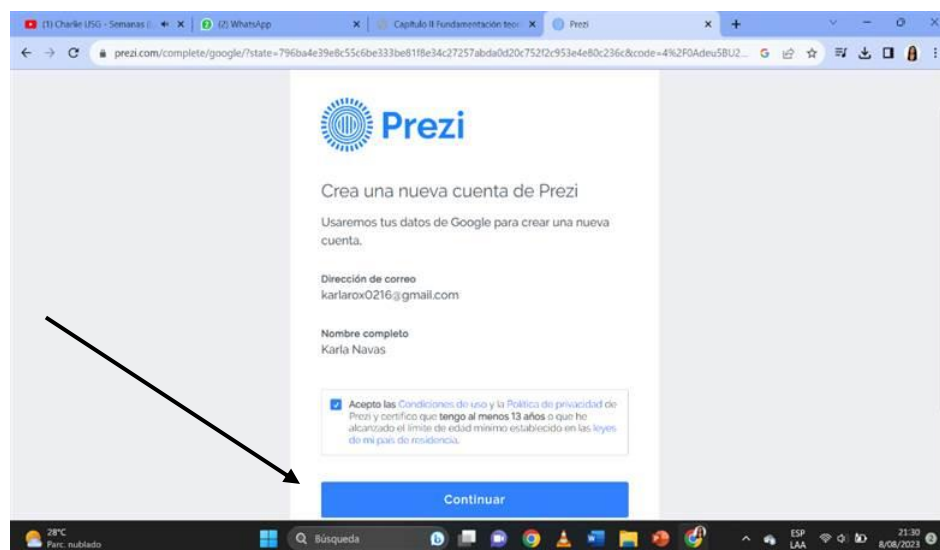 (1) Charlie USG - Semanas (
(2) WhatsApp
Capítulo II Fundamentación teor
Prezi
prezi.com/complete/google/?state=796ba4e39e8c55c6be333be81f8e34c27257abda0d20c752f2c953e4e80c236c&code=4%2F0Adeu5BU2...
Prezi
Crea una nueva cuenta de Prezi
Usaremos tus datos de Google para crear una nueva
cuenta.
Dirección de correo
karlarox0216@gmail.com
Nombre completo
Karla Navas
Acepto las Condiciones de uso y la Política de privacidad de
Prezi y certifico que tengo al menos 13 años o que he
alcanzado el límite de edad mínimo establecido en las leyes
de mi país de residencia.
Continuar
28°C
Parc. nublado
Búsqueda
ESP
LAA
21:30
8/08/2023